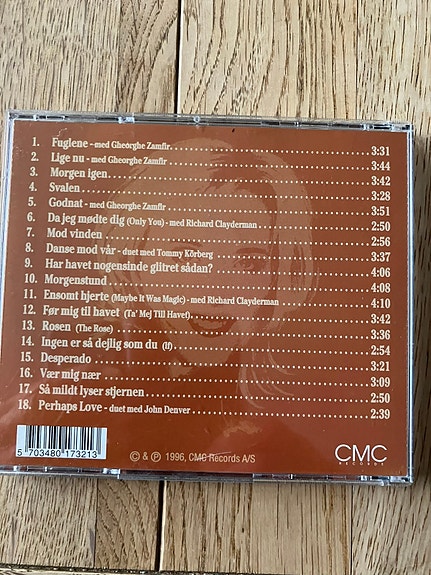 1. Fuglene - med Gheorghe Zamfir 3:31
2. Lige nu - med Gheorghe Zamfir 3:44
3. Morgen igen 3:42
4. Svalen 3:28
5. Godnat - med Gheorghe Zamfir 3:51
6. Da jeg mødte dig (Only You) - med Richard Clayderman 2:50
7. Mod vinden 2:56
8. Danse mod vår - duet med Tommy Körberg 3:37
9. Har havet nogensinde glitret sådan? 4:06
10. Morgenstund 4:08
11. Ensomt hjerte (Maybe It Was Magic) - med Richard Clayderman 4:10
12. Før mig til havet (Ta' Mej Till Havet) 3:42
13. Rosen (The Rose) 3:36
14. Ingen er så dejlig som du (If) 2:54
15. Desperado 3:21
16. Vær mig nær 3:09
17. Så mildt lyser stjernen 2:50
18. Perhaps Love - duet med John Denver 2:39
5 703480 173213
© & ℗ 1996, CMC Records A/S
CMC
RECORDS